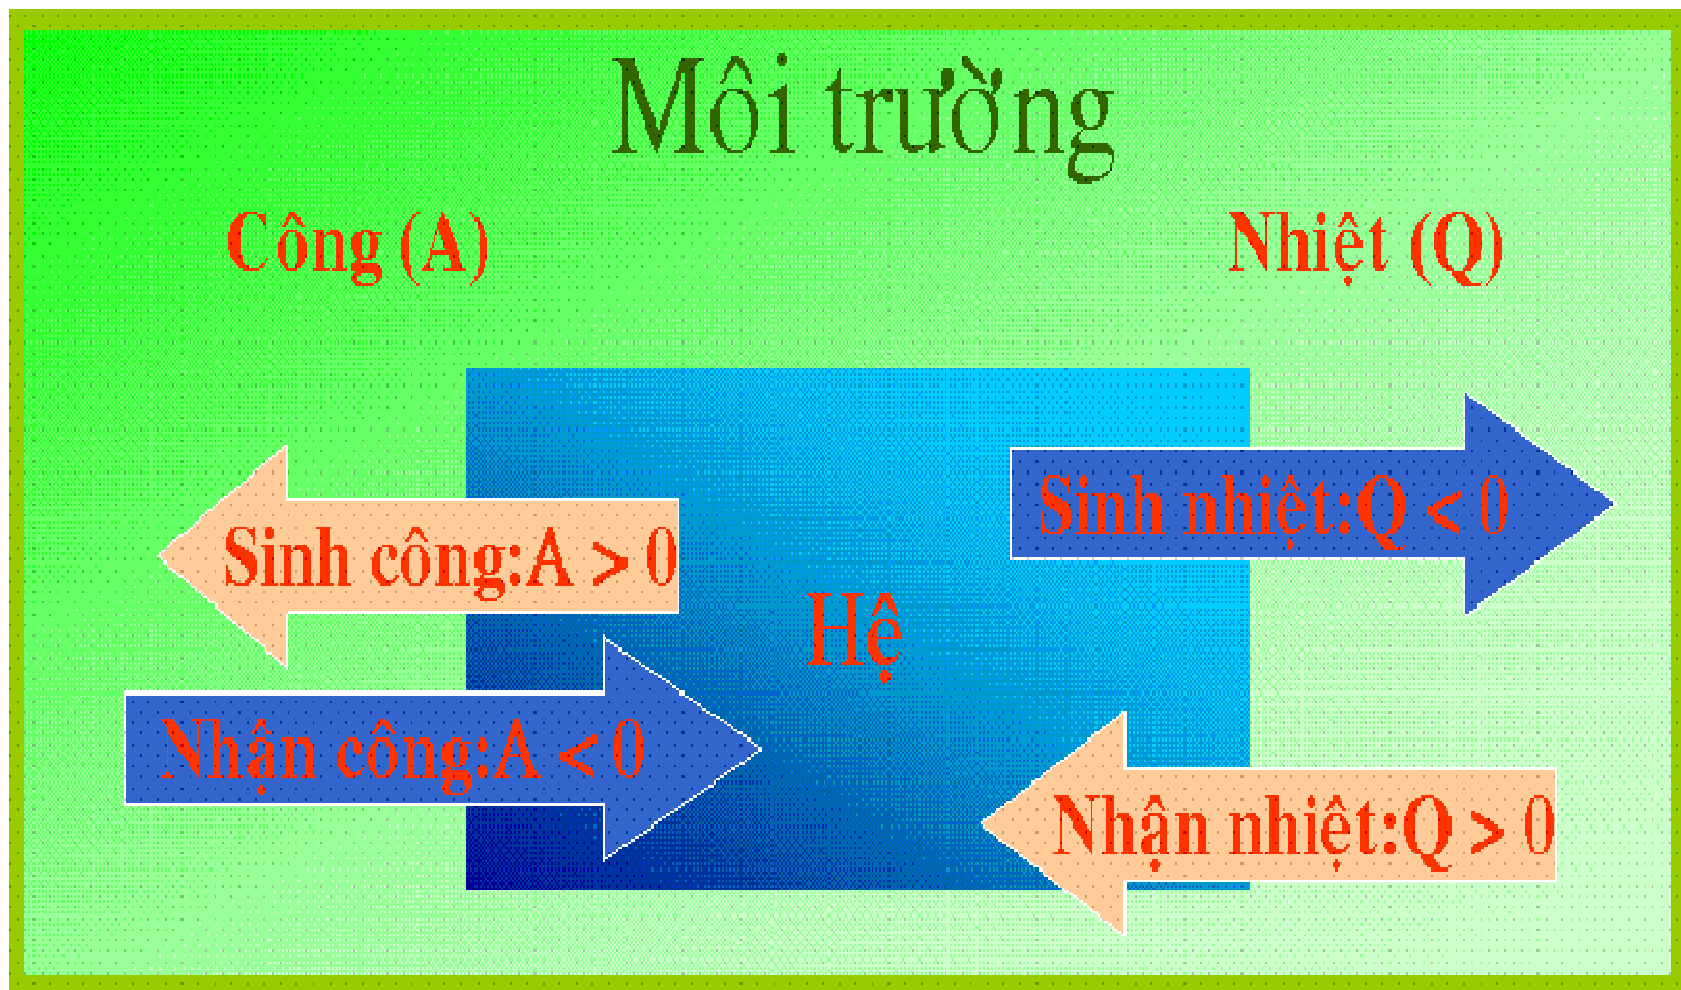 Môi trường
Công (A)
Nhiệt (Q)
Sinh nhiệt:Q < 0
Sinh công:A > 0
Hệ
Nhận công:A < 0
Nhận nhiệt:Q > 0